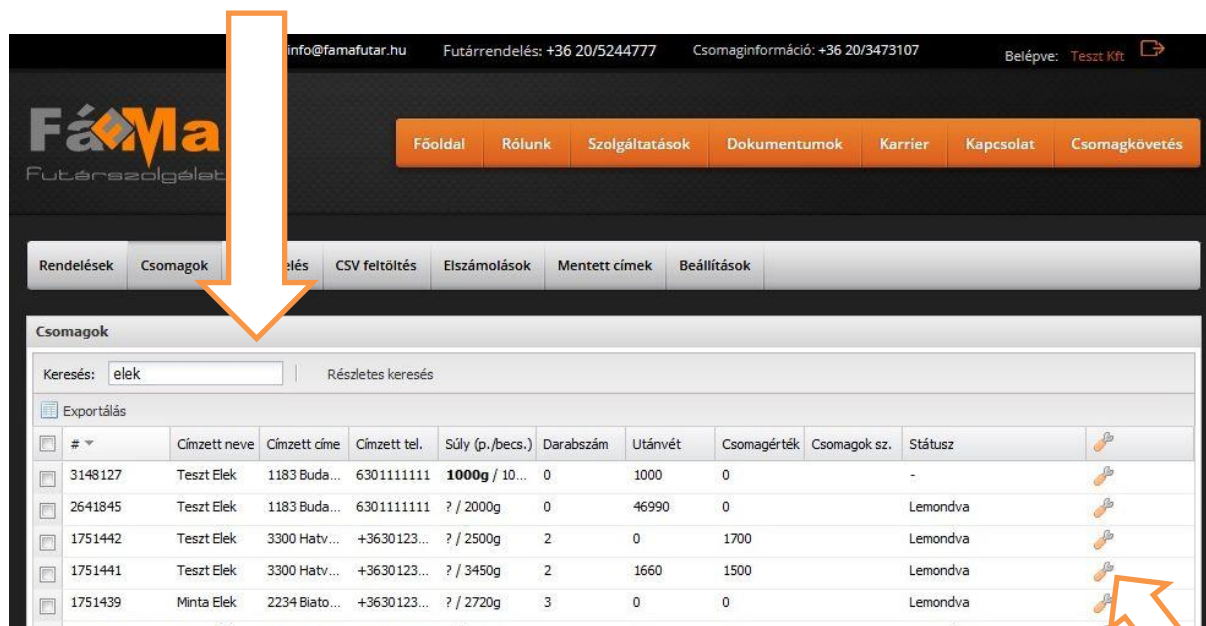 info@famafutar.hu Futárrendelés: +36 20/5244777 Csomaginformáció: +36 20/3473107 Belépve: Teszt Kft
FáMa
Futárszolgálat
Főoldal Rólunk Szolgáltatások Dokumentumok Karrier Kapcsolat Csomagkövetés
Rendelések Csomagok CSV feltöltés Elszámolások Mentett címek Beállítások
Csomagok
Keresés: elek Részletes keresés
Exportálás
# Címzett neve Címzett címe Címzett tel. Súly (p./becs.) Darabszám Utánvét Csomagérték Csomagok sz. Státusz
3148127 Teszt Elek 1183 Buda... 6301111111 1000g / 10... 0 1000 0 -
2641845 Teszt Elek 1183 Buda... 6301111111 ? / 2000g 0 46990 0 Lemondva
1751442 Teszt Elek 3300 Hatv... +3630123... ? / 2500g 2 0 1700 Lemondva
1751441 Teszt Elek 3300 Hatv... +3630123... ? / 3450g 2 1660 1500 Lemondva
1751439 Minta Elek 2234 Biato... +3630123... ? / 2720g 3 0 0 Lemondva